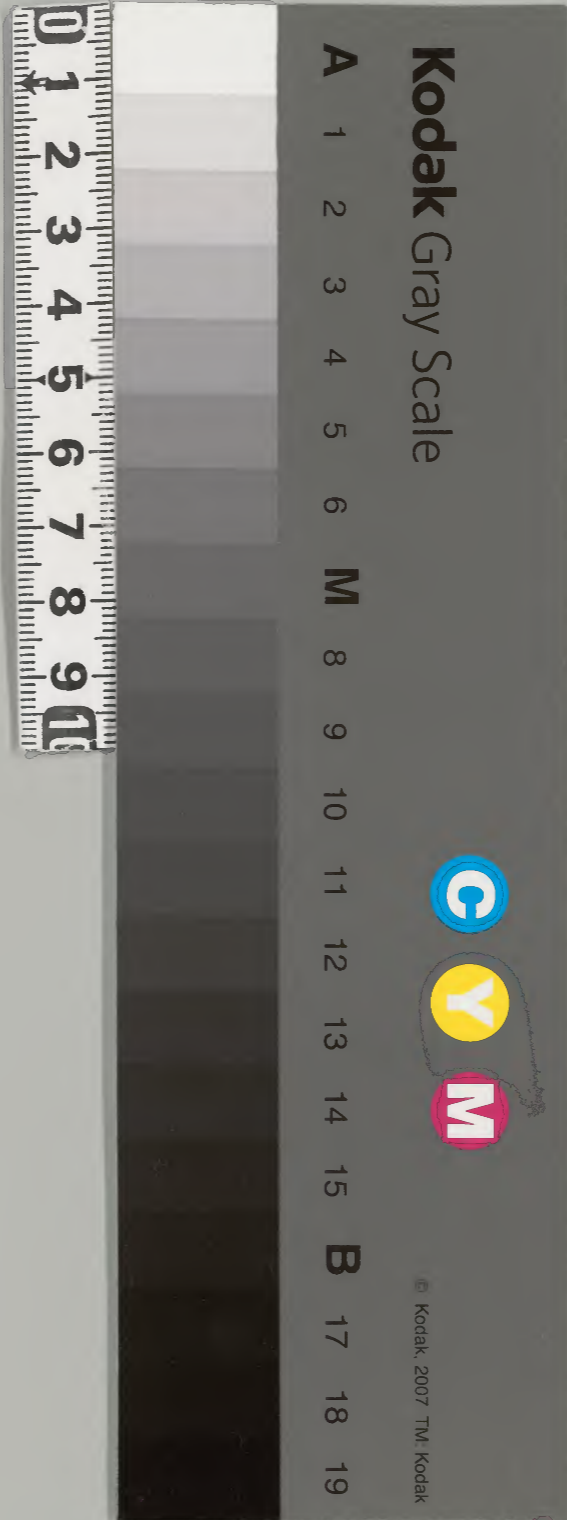 Kodak Gray Scale
C Y M
© Kodak, 2007 TM: Kodak
A 1 2 3 4 5 6 M 8 9 10 11 12 13 14 15 B 17 18 19
0 1 2 3 4 5 6 7 8 9 10